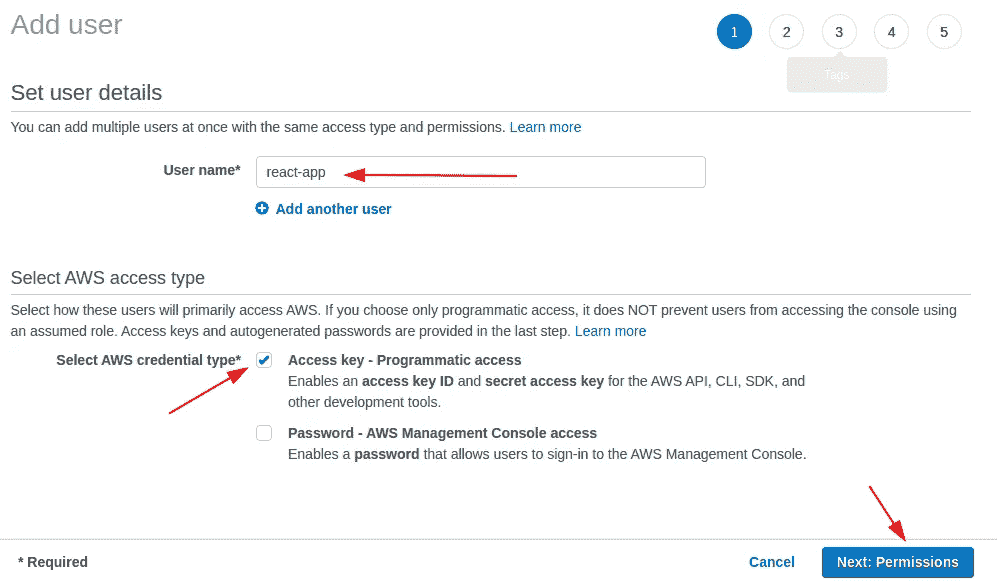 Add user
1 2 3 4 5
Tags
Set user details
You can add multiple users at once with the same access type and permissions. Learn more
User name* react-app
Add another user
Select AWS access type
Select how these users will primarily access AWS. If you choose only programmatic access, it does NOT prevent users from accessing the console using
an assumed role. Access keys and autogenerated passwords are provided in the last step. Learn more
Select AWS credential type* Access key - Programmatic access
Enables an access key ID and secret access key for the AWS API, CLI, SDK, and
other development tools.
Password - AWS Management Console access
Enables a password that allows users to sign-in to the AWS Management Console.
* Required Cancel Next: Permissions